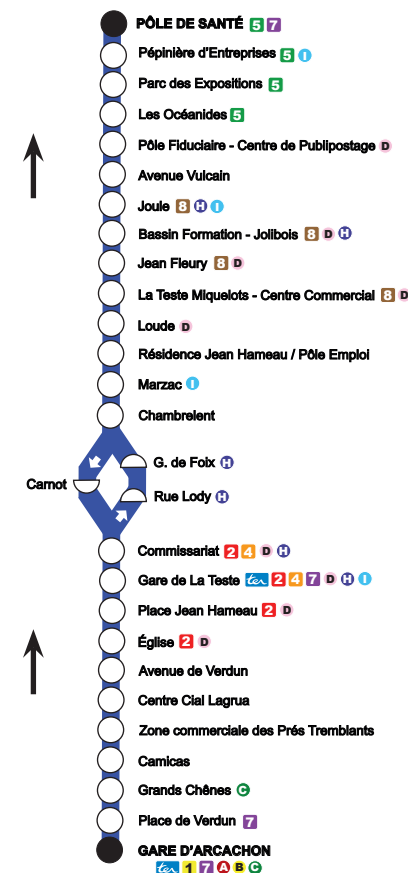 PÔLE DE SANTÉ 5 7
Pépinière d'Entreprises 5 I
Parc des Expositions 5
Les Océanides 5
Pôle Fiduciaire - Centre de Publipostage D
Avenue Vulcain
Joule 8 H I
Bassin Formation - Jolibois 8 D H
Jean Fleury 8 D
La Teste Miquelots - Centre Commercial 8 D
Loude D
Résidence Jean Hameau / Pôle Emploi
Marzac I
Chambrelent
G. de Foix H
Carnot
Rue Lody H
Commissariat 2 4 D H
Gare de La Teste ter 2 4 7 D H I
Place Jean Hameau 2 D
Église 2 D
Avenue de Verdun
Centre Cial Lagrua
Zone commerciale des Prés Tremblants
Camicas
Grands Chênes C
Place de Verdun 7
GARE D'ARCACHON
ter 1 7 A B C